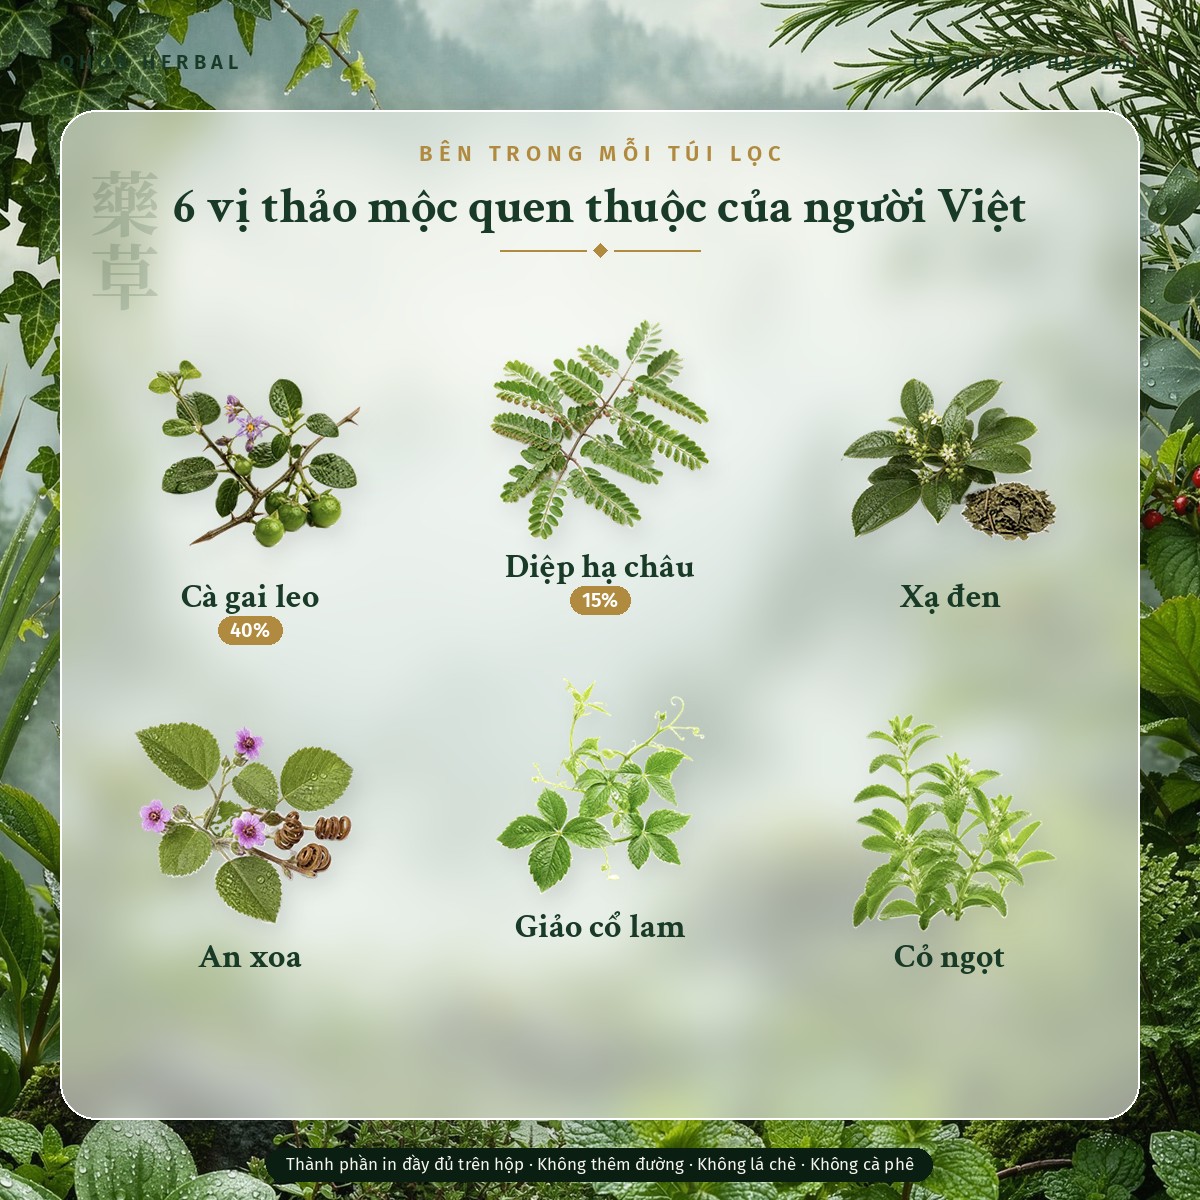 HERBAL
BÊN TRONG MỖI TÚI LỌC
藥草
6 vị thảo mộc quen thuộc của người Việt
Cà gai leo
40%
Diệp hạ châu
15%
Xạ đen
An xoa
Giảo cổ lam
Cỏ ngọt
Thành phần in đầy đủ trên hộp · Không thêm đường · Không lá chè · Không cà phê